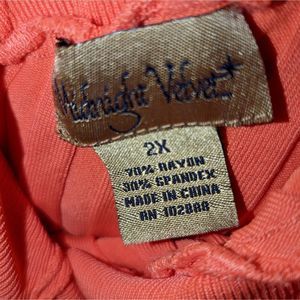 Midnight Velvet*
2X
70% RAYON
30% SPANDEX
MADE IN CHINA
RN 102888